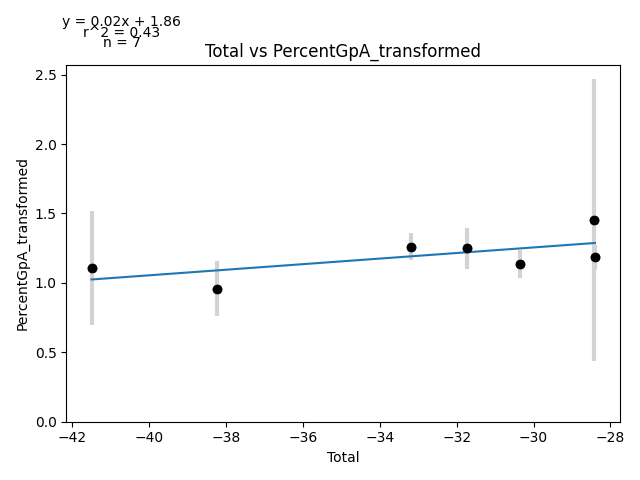 y = 0.02x + 1.86
r^2 = 0.43
n = 7
Total vs PercentGpA_transformed
PercentGpA_transformed
2.5
2.0
1.5
1.0
0.5
0.0
−42 −40 −38 −36 −34 −32 −30 −28
Total